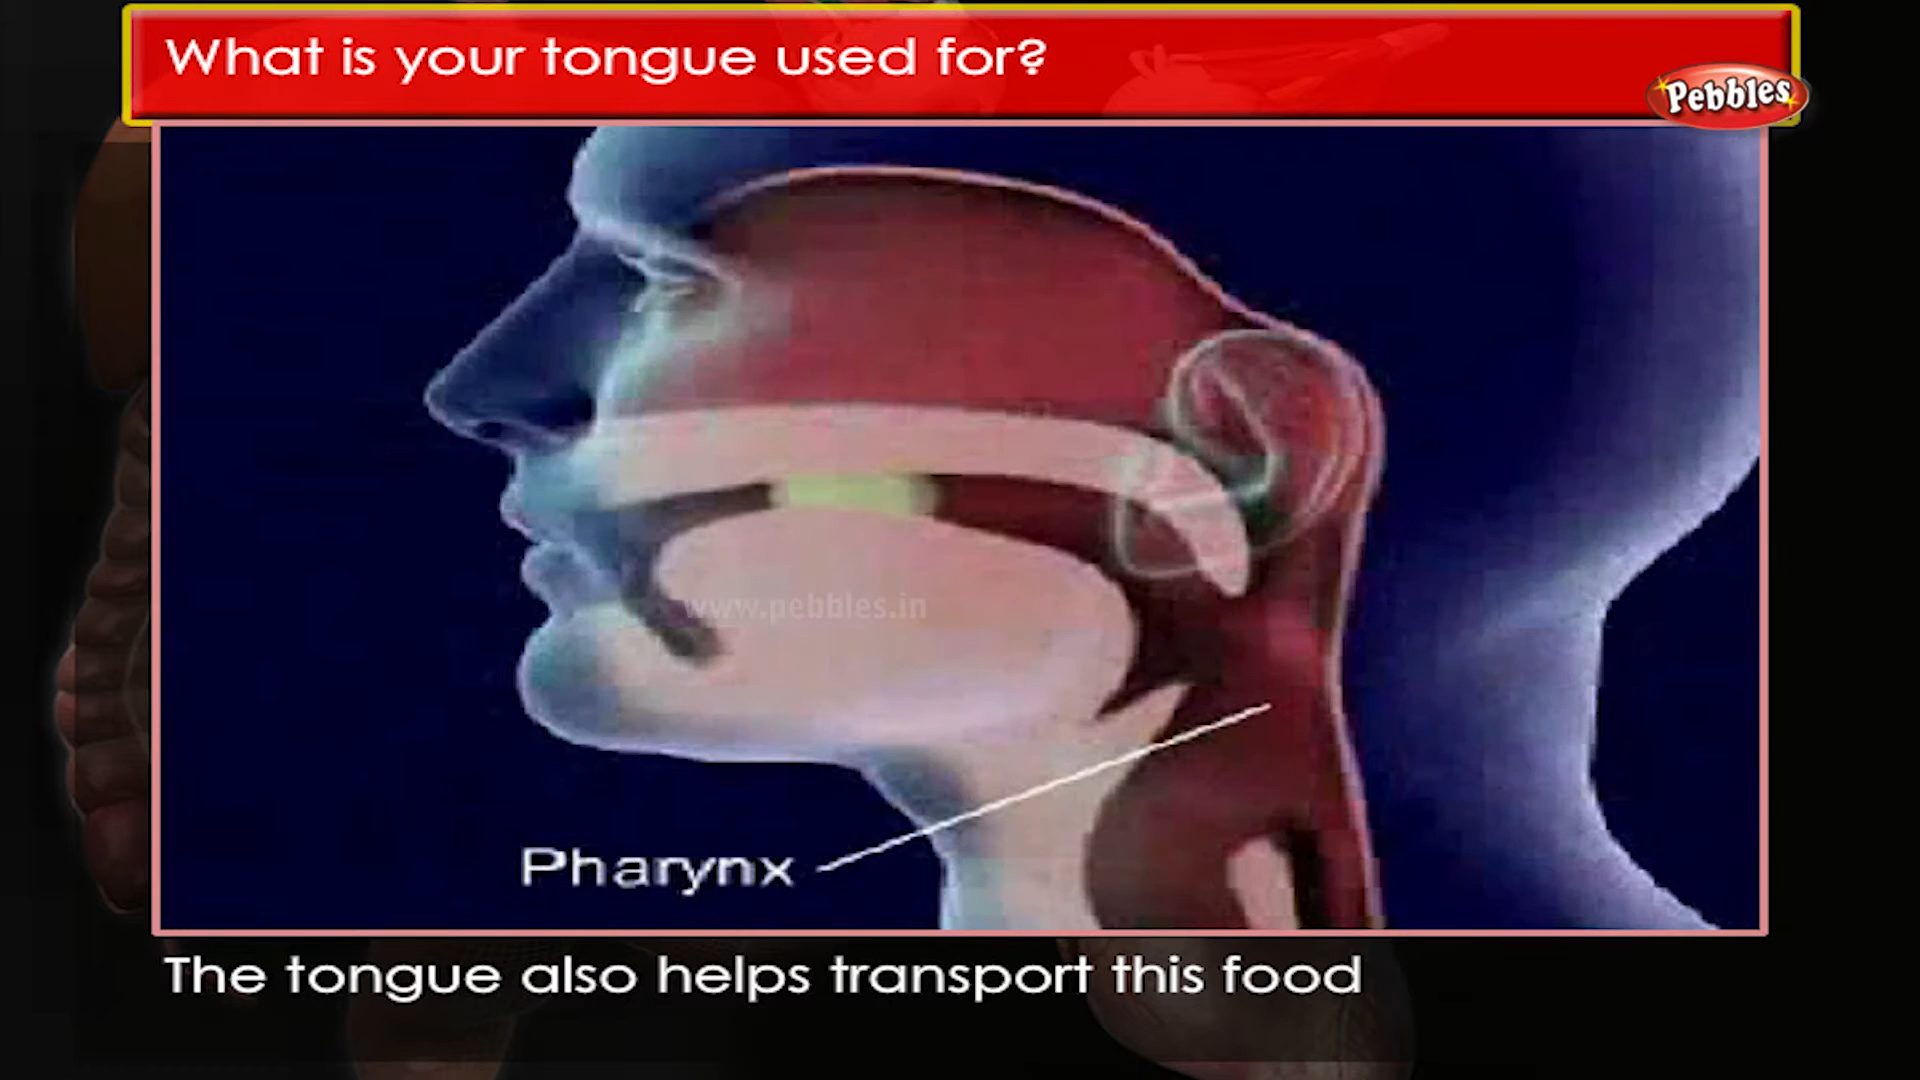 What is your tongue used for?
Pebbles
www.pebbles.in
Pharynx
The tongue also helps transport this food